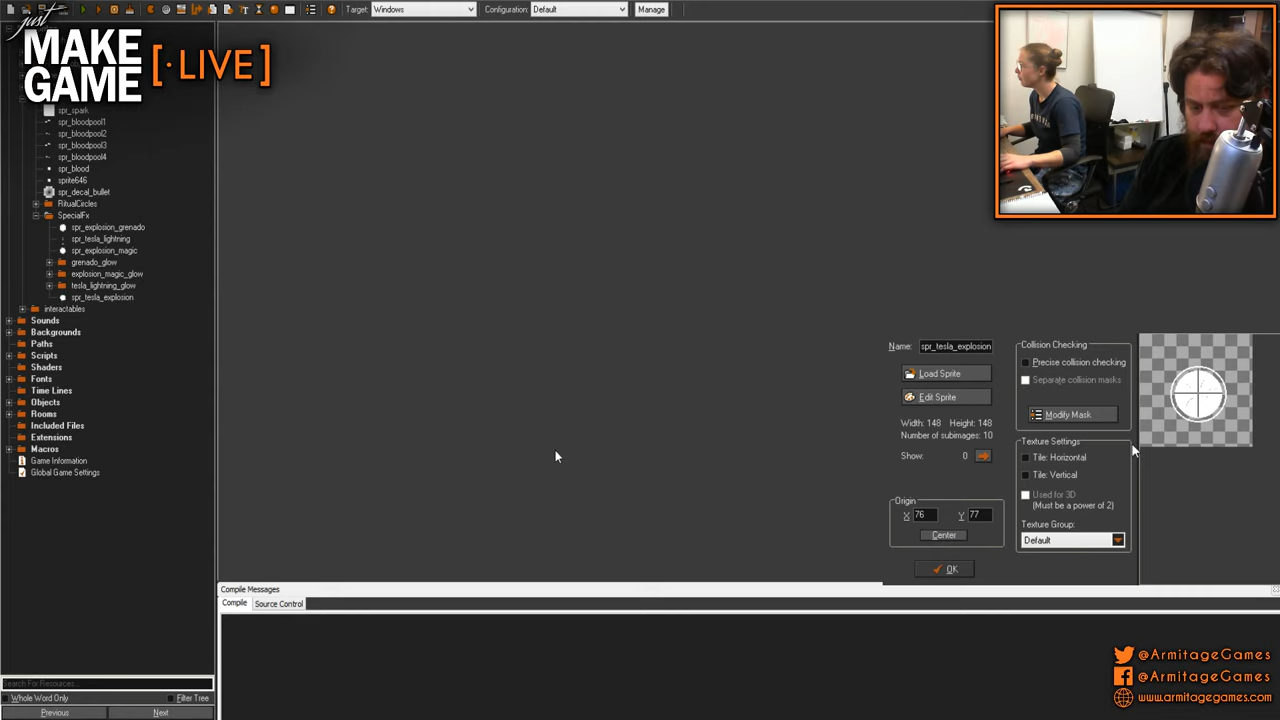 Target: Windows
Configuration: Default
Manage
just
MAKE
GAME
[·LIVE]
spr_spark
spr_bloodpool1
spr_bloodpool2
spr_bloodpool3
spr_bloodpool4
spr_blood
sprite646
spr_decal_bullet
RitualCircles
SpecialFx
spr_explosion_grenado
spr_tesla_lightning
spr_explosion_magic
grenado_glow
explosion_magic_glow
tesla_lightning_glow
spr_tesla_explosion
interactables
Sounds
Backgrounds
Paths
Scripts
Shaders
Fonts
Time Lines
Objects
Rooms
Included Files
Extensions
Macros
Game Information
Global Game Settings
Search For Resources...
Whole Word Only
Filter Tree
Previous
Next
Name: spr_tesla_explosion
Load Sprite
Edit Sprite
Width: 148 Height: 148
Number of subimages: 10
Show: 0
Origin
X 76 Y 77
Center
OK
Collision Checking
Precise collision checking
Separate collision masks
Modify Mask
Texture Settings
Tile: Horizontal
Tile: Vertical
Used for 3D
(Must be a power of 2)
Texture Group:
Default
Compile Messages
Compile
Source Control
@ArmitageGames
@ArmitageGames
www.armitagegames.com